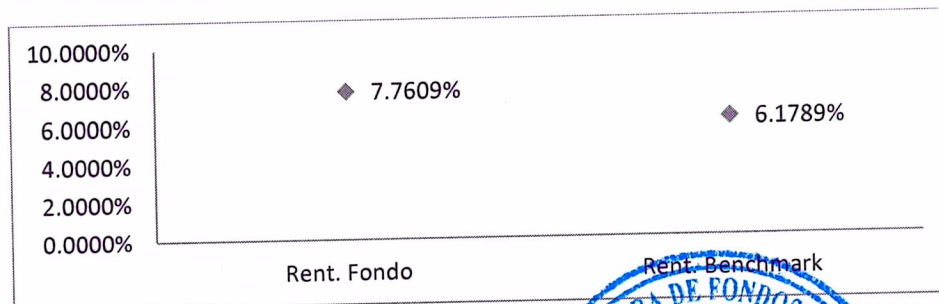 10.0000%
8.0000%
6.0000%
4.0000%
2.0000%
0.0000%
7.7609%
6.1789%
Rent. Fondo
Rent. Benchmark
DE FONDOS